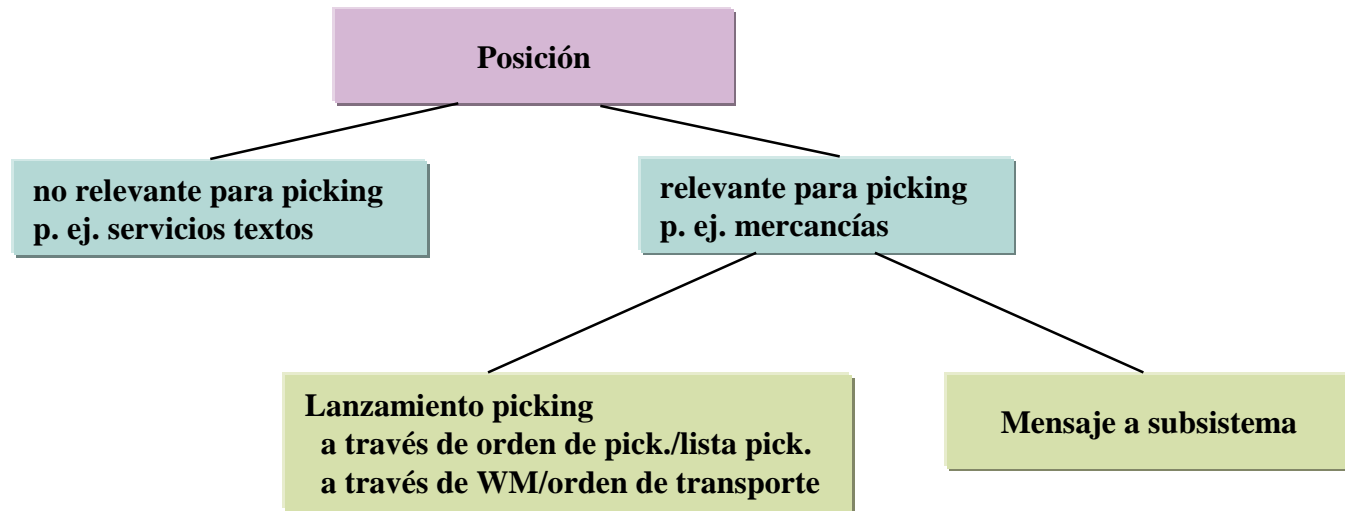 Posición
no relevante para picking
p. ej. servicios textos
relevante para picking
p. ej. mercancías
Lanzamiento picking
a través de orden de pick./lista pick.
a través de WM/orden de transporte
Mensaje a subsistema